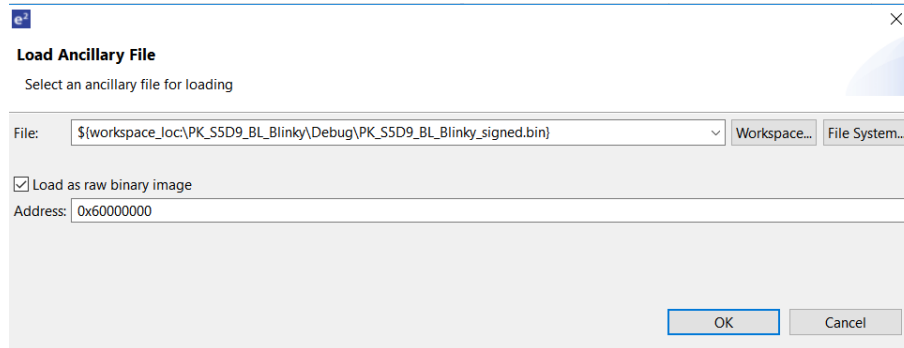 e²
Load Ancillary File
Select an ancillary file for loading
File: ${workspace_loc:\PK_S5D9_BL_Blinky\Debug\PK_S5D9_BL_Blinky_signed.bin} Workspace... File System...
Load as raw binary image
Address: 0x60000000
OK Cancel